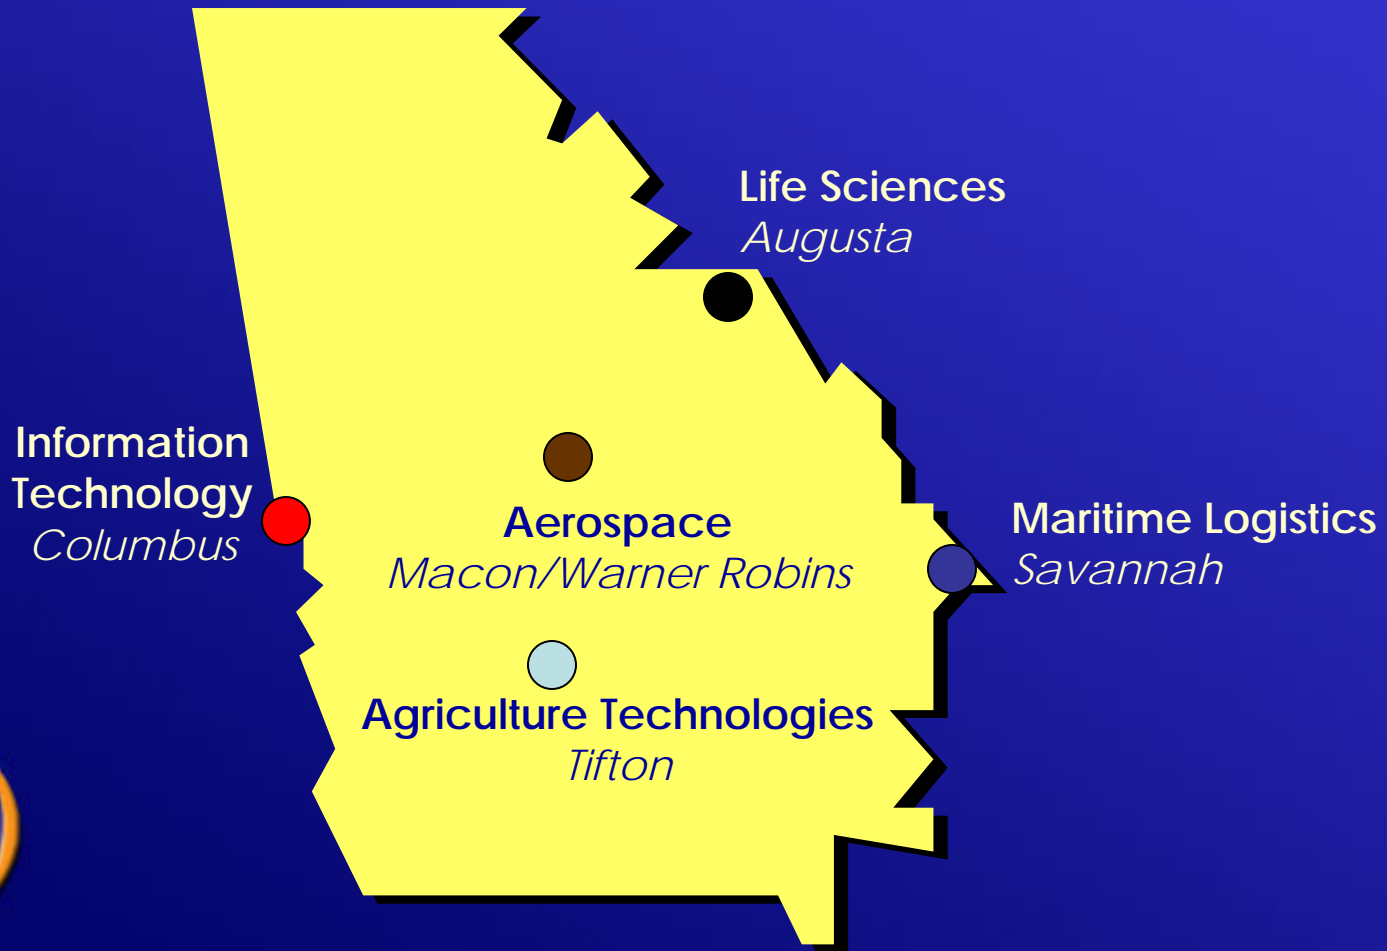 Life Sciences
Augusta
Information
Technology
Columbus
Aerospace
Macon/Warner Robins
Maritime Logistics
Savannah
Agriculture Technologies
Tifton